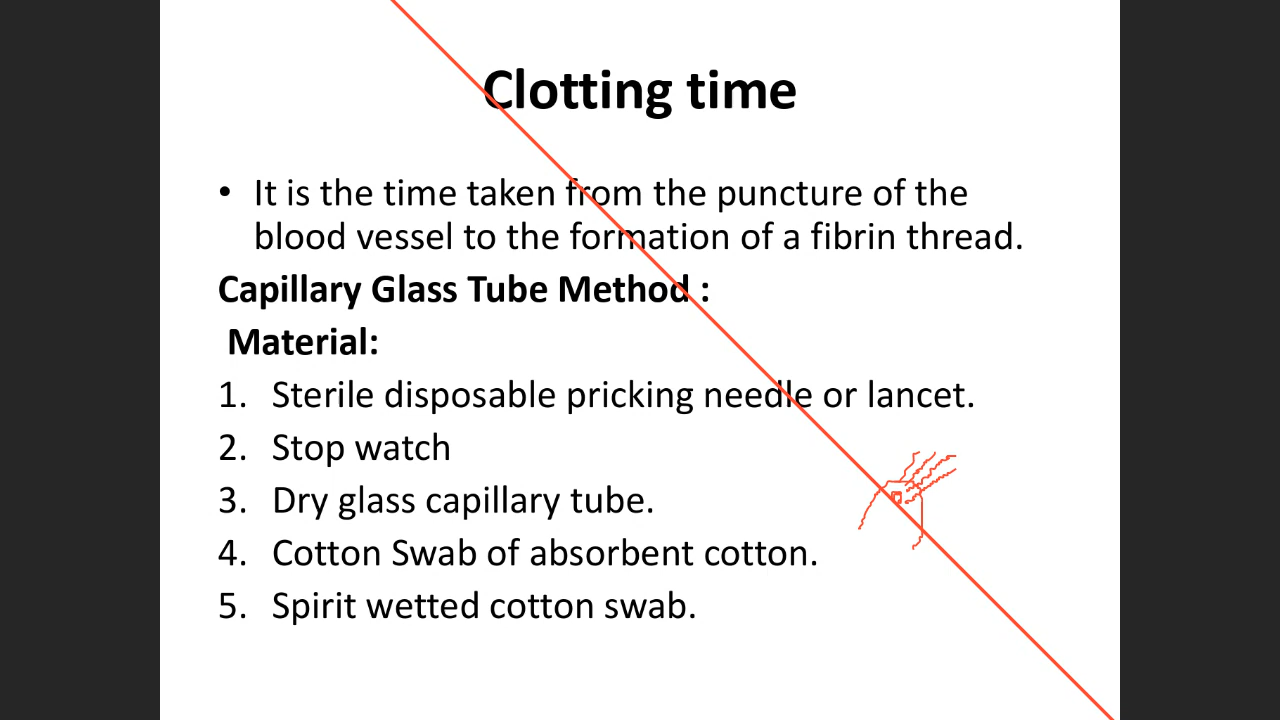 Clotting time
• It is the time taken from the puncture of the
blood vessel to the formation of a fibrin thread.
Capillary Glass Tube Method :
Material:
1. Sterile disposable pricking needle or lancet.
2. Stop watch
3. Dry glass capillary tube.
4. Cotton Swab of absorbent cotton.
5. Spirit wetted cotton swab.